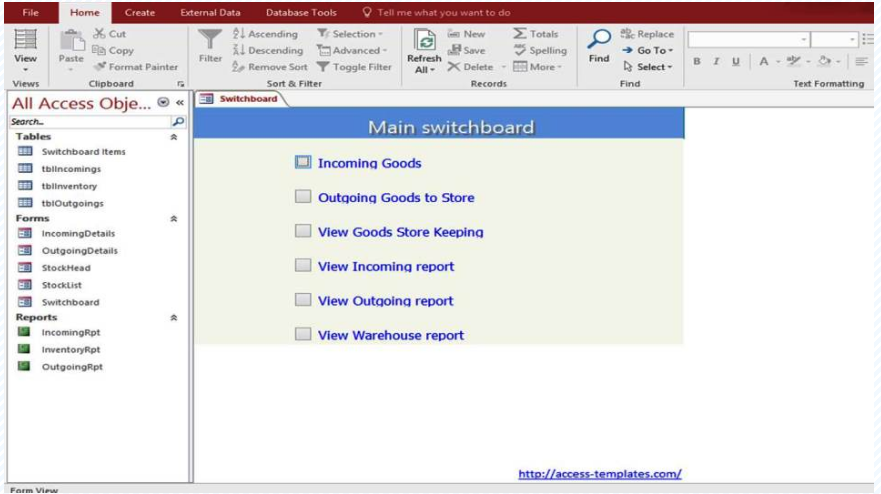 File Home Create External Data Database Tools Tell me what you want to do
View Paste Cut Copy Format Painter Filter Ascending Descending Remove Sort Selection Advanced Toggle Filter Refresh All New Save Delete Totals Spelling More Find Replace Go To Select B I U A
Views Clipboard Sort & Filter Records Find Text Formatting
All Access Obje... «
Switchboard
Search...
Main switchboard
Tables
Switchboard Items
tblIncomings
tblInventory
tblOutgoings
Forms
IncomingDetails
OutgoingDetails
StockHead
StockList
Switchboard
Reports
IncomingRpt
InventoryRpt
OutgoingRpt
Incoming Goods
Outgoing Goods to Store
View Goods Store Keeping
View Incoming report
View Outgoing report
View Warehouse report
http://access-templates.com/
Form View